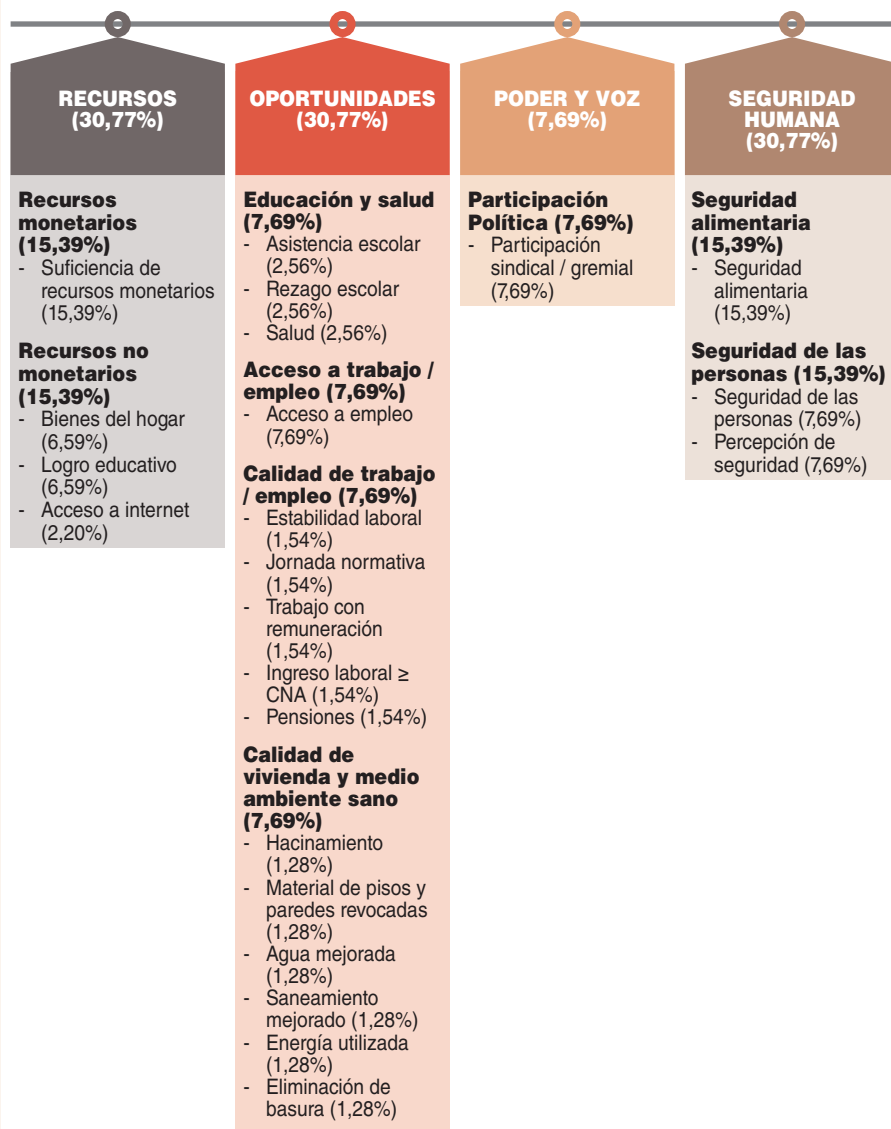 RECURSOS
(30,77%)
Recursos
monetarios
(15,39%)
- Suficiencia de
recursos monetarios
(15,39%)
Recursos no
monetarios
(15,39%)
- Bienes del hogar
(6,59%)
- Logro educativo
(6,59%)
- Acceso a internet
(2,20%)
OPORTUNIDADES
(30,77%)
Educación y salud
(7,69%)
- Asistencia escolar
(2,56%)
- Rezago escolar
(2,56%)
- Salud (2,56%)
Acceso a trabajo /
empleo (7,69%)
- Acceso a empleo
(7,69%)
Calidad de trabajo
/ empleo (7,69%)
- Estabilidad laboral
(1,54%)
- Jornada normativa
(1,54%)
- Trabajo con
remuneración
(1,54%)
- Ingreso laboral ≥
CNA (1,54%)
- Pensiones (1,54%)
Calidad de
vivienda y medio
ambiente sano
(7,69%)
- Hacinamiento
(1,28%)
- Material de pisos y
paredes revocadas
(1,28%)
- Agua mejorada
(1,28%)
- Saneamiento
mejorado (1,28%)
- Energía utilizada
(1,28%)
- Eliminación de
basura (1,28%)
PODER Y VOZ
(7,69%)
Participación
Política (7,69%)
- Participación
sindical / gremial
(7,69%)
SEGURIDAD
HUMANA
(30,77%)
Seguridad
alimentaria
(15,39%)
- Seguridad
alimentaria
(15,39%)
Seguridad de las
personas (15,39%)
- Seguridad de las
personas (7,69%)
- Percepción de
seguridad (7,69%)